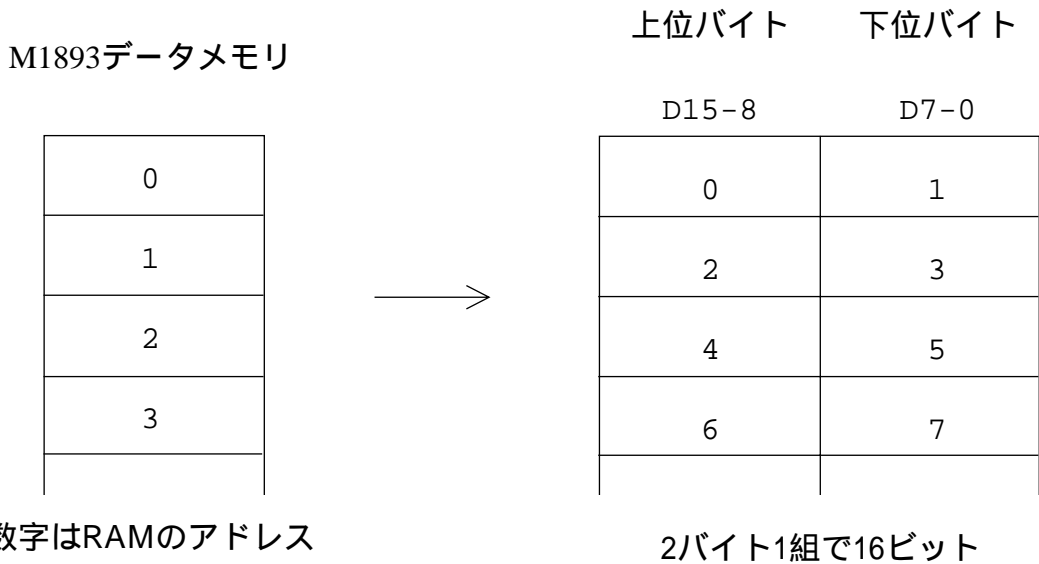 上位バイト 下位バイト
M1893データメモリ
D15-8 D7-0
0
1
2
3
0 1
2 3
4 5
6 7
数字はRAMのアドレス
2バイト1組で16ビット